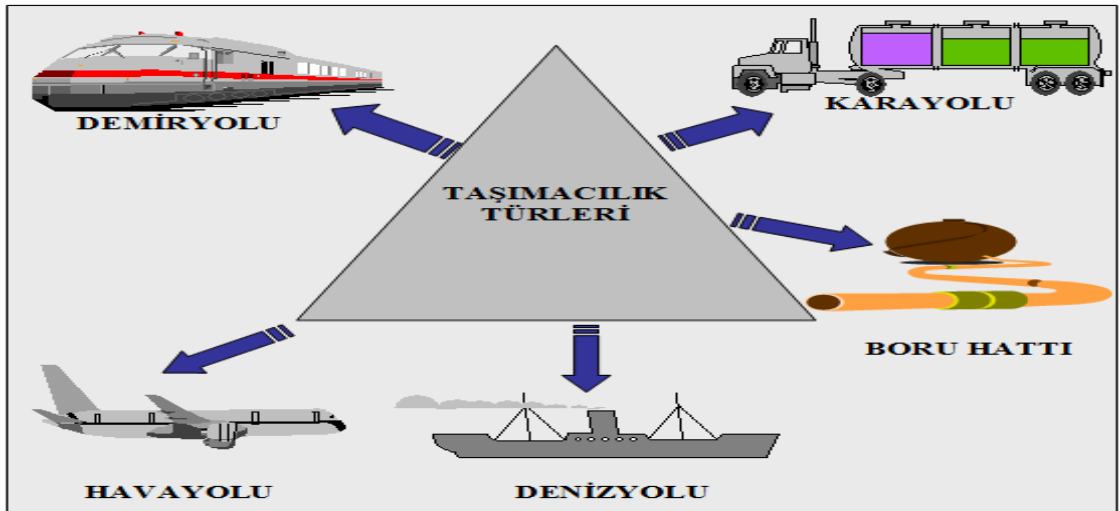 DEMİRYOLU
KARAYOLU
TAŞIMACILIK
TÜRLERİ
BORU HATTI
HAVAYOLU
DENİZYOLU